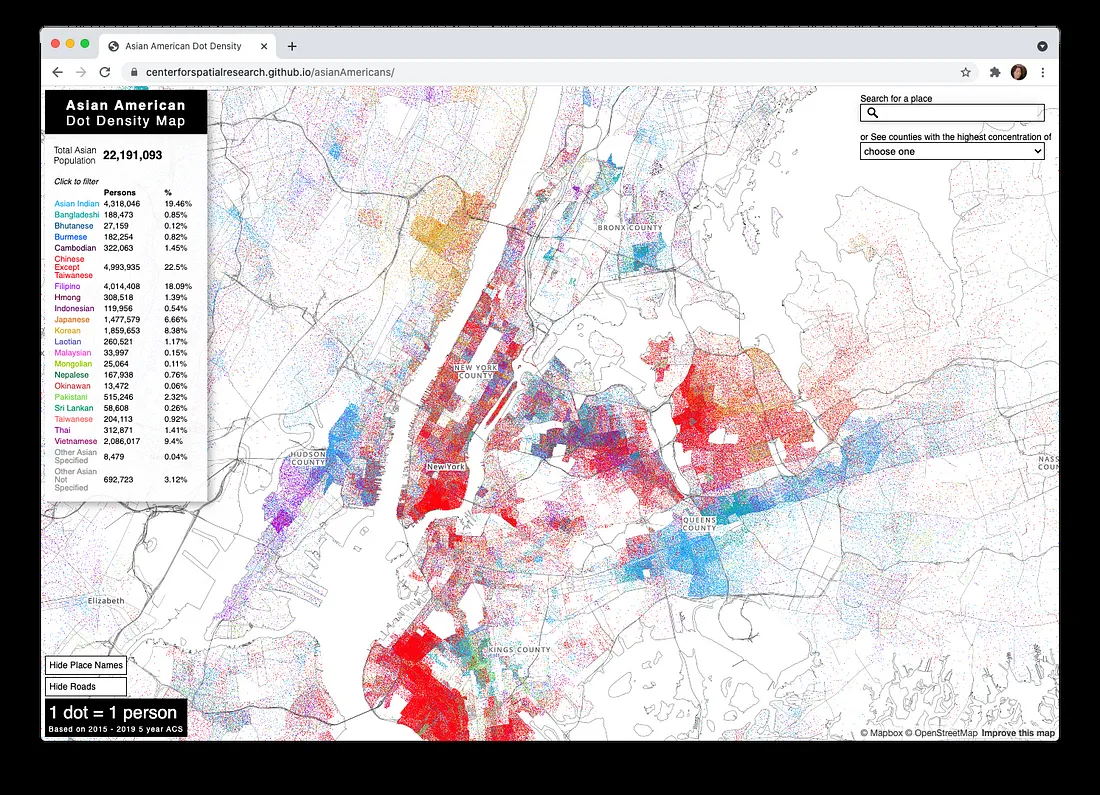 Asian American Dot Density
centerforspatialresearch.github.io/asianAmericans/
Asian American
Dot Density Map
Total Asian
Population 22,191,093
Click to filter
Persons %
Asian Indian 4,318,046 19.46%
Bangladeshi 188,473 0.85%
Bhutanese 27,159 0.12%
Burmese 182,254 0.82%
Cambodian 322,063 1.45%
Chinese
Except
Taiwanese 4,993,935 22.5%
Filipino 4,014,408 18.09%
Hmong 308,518 1.39%
Indonesian 119,956 0.54%
Japanese 1,477,579 6.66%
Korean 1,859,653 8.38%
Laotian 260,521 1.17%
Malaysian 33,997 0.15%
Mongolian 25,064 0.11%
Nepalese 167,938 0.76%
Okinawan 13,472 0.06%
Pakistani 515,246 2.32%
Sri Lankan 58,608 0.26%
Taiwanese 204,113 0.92%
Thai 312,871 1.41%
Vietnamese 2,086,017 9.4%
Other Asian
Specified 8,479 0.04%
Other Asian
Not
Specified 692,723 3.12%
Search for a place
or See counties with the highest concentration of
choose one
BRONX COUNTY
NEW YORK
COUNTY
HUDSON
COUNTY
New York
NASS
COUN
QUEENS
COUNTY
Elizabeth
KINGS COUNTY
Hide Place Names
Hide Roads
1 dot = 1 person
Based on 2015 - 2019 5 year ACS
© Mapbox © OpenStreetMap Improve this map